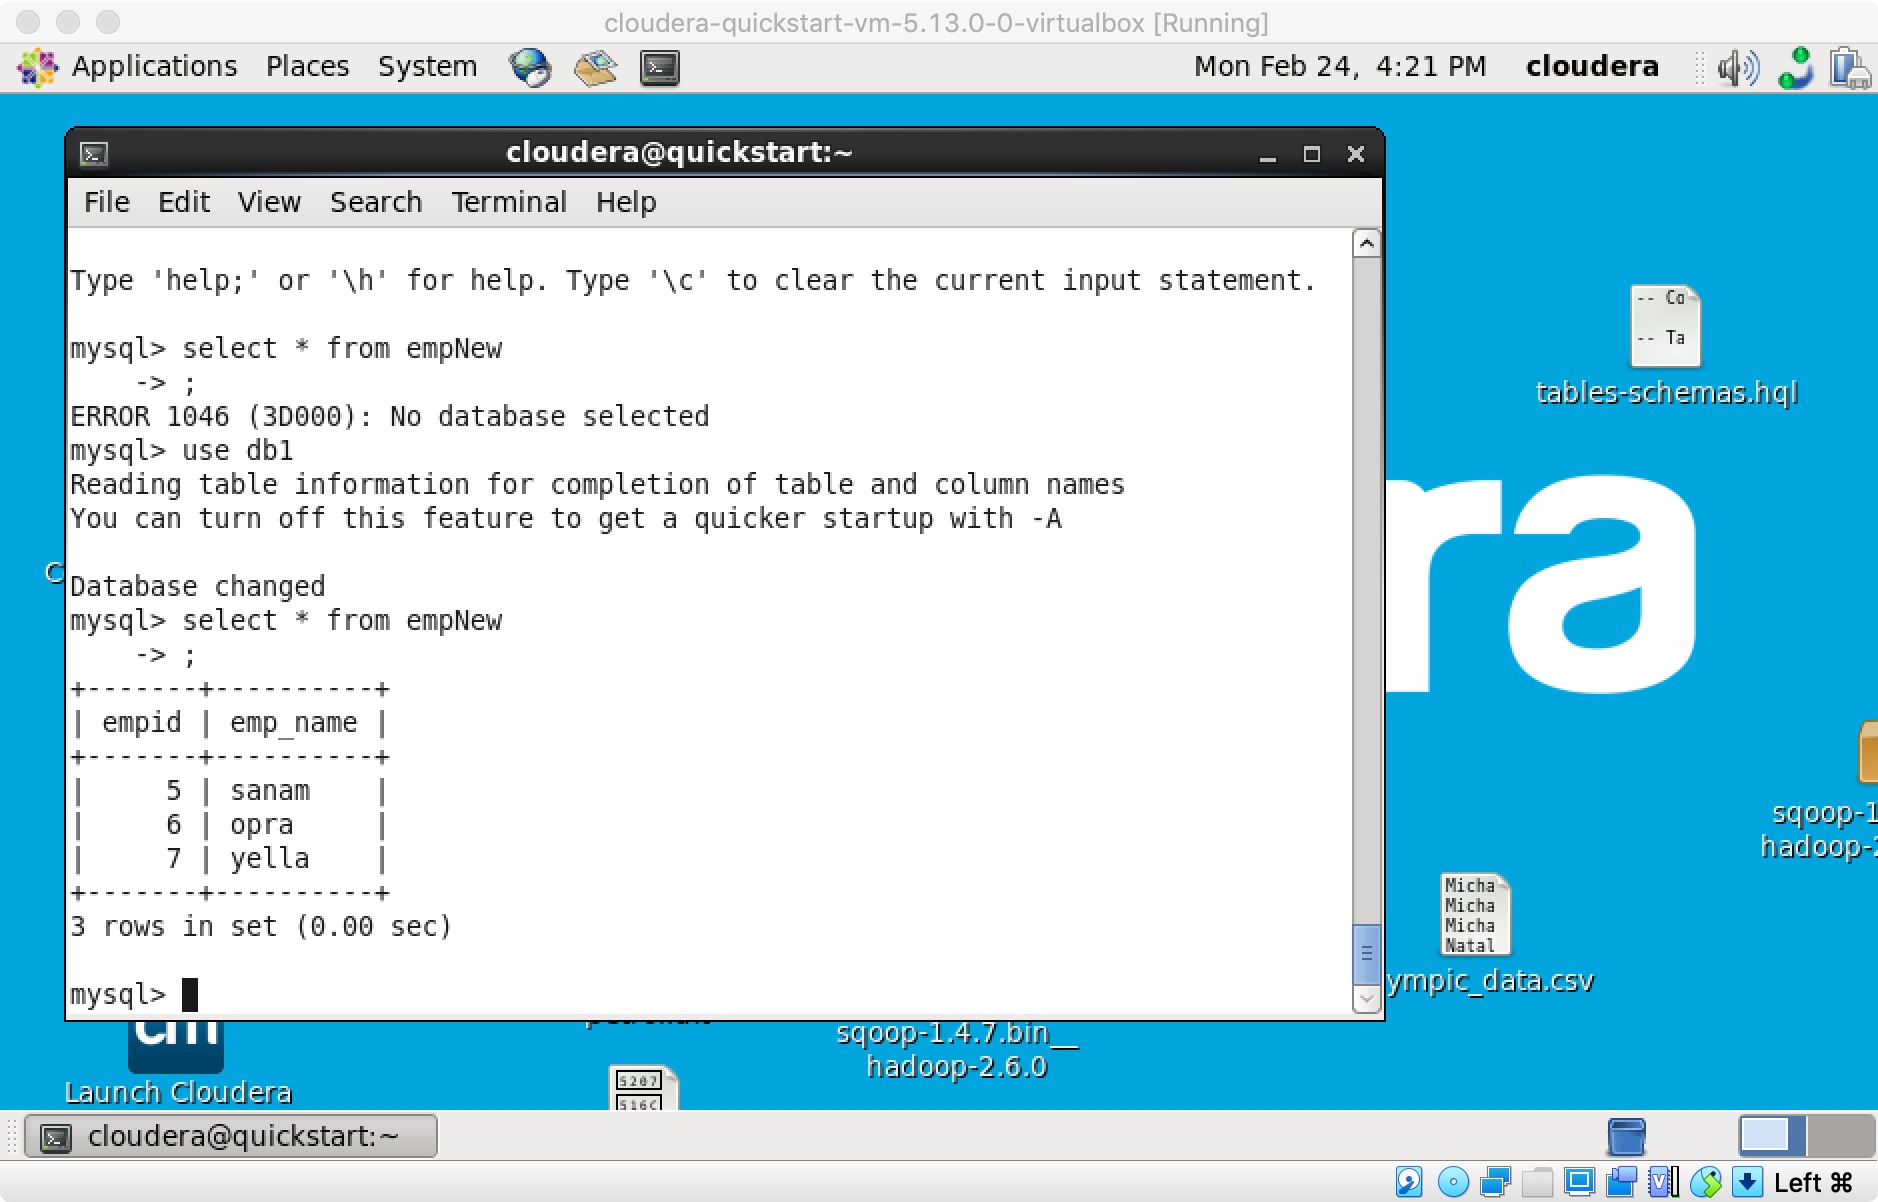 cloudera-quickstart-vm-5.13.0-0-virtualbox [Running]
Applications Places System Mon Feb 24, 4:21 PM cloudera
cloudera@quickstart:~
File Edit View Search Terminal Help
Type 'help;' or '\h' for help. Type '\c' to clear the current input statement.
mysql> select * from empNew
    -> ;
ERROR 1046 (3D000): No database selected
mysql> use db1
Reading table information for completion of table and column names
You can turn off this feature to get a quicker startup with -A
Database changed
mysql> select * from empNew
    -> ;
+-------+----------+
| empid | emp_name |
+-------+----------+
|     5 | sanam    |
|     6 | opra     |
|     7 | yella    |
+-------+----------+
3 rows in set (0.00 sec)
mysql>
-- Co
-- Ta
tables-schemas.hql
ra
C
sqoop-1
hadoop-2
Micha
Micha
Micha
Natal
ympic_data.csv
cm
Launch Cloudera
sqoop-1.4.7.bin__
hadoop-2.6.0
5207
516C
cloudera@quickstart:~
Left ⌘